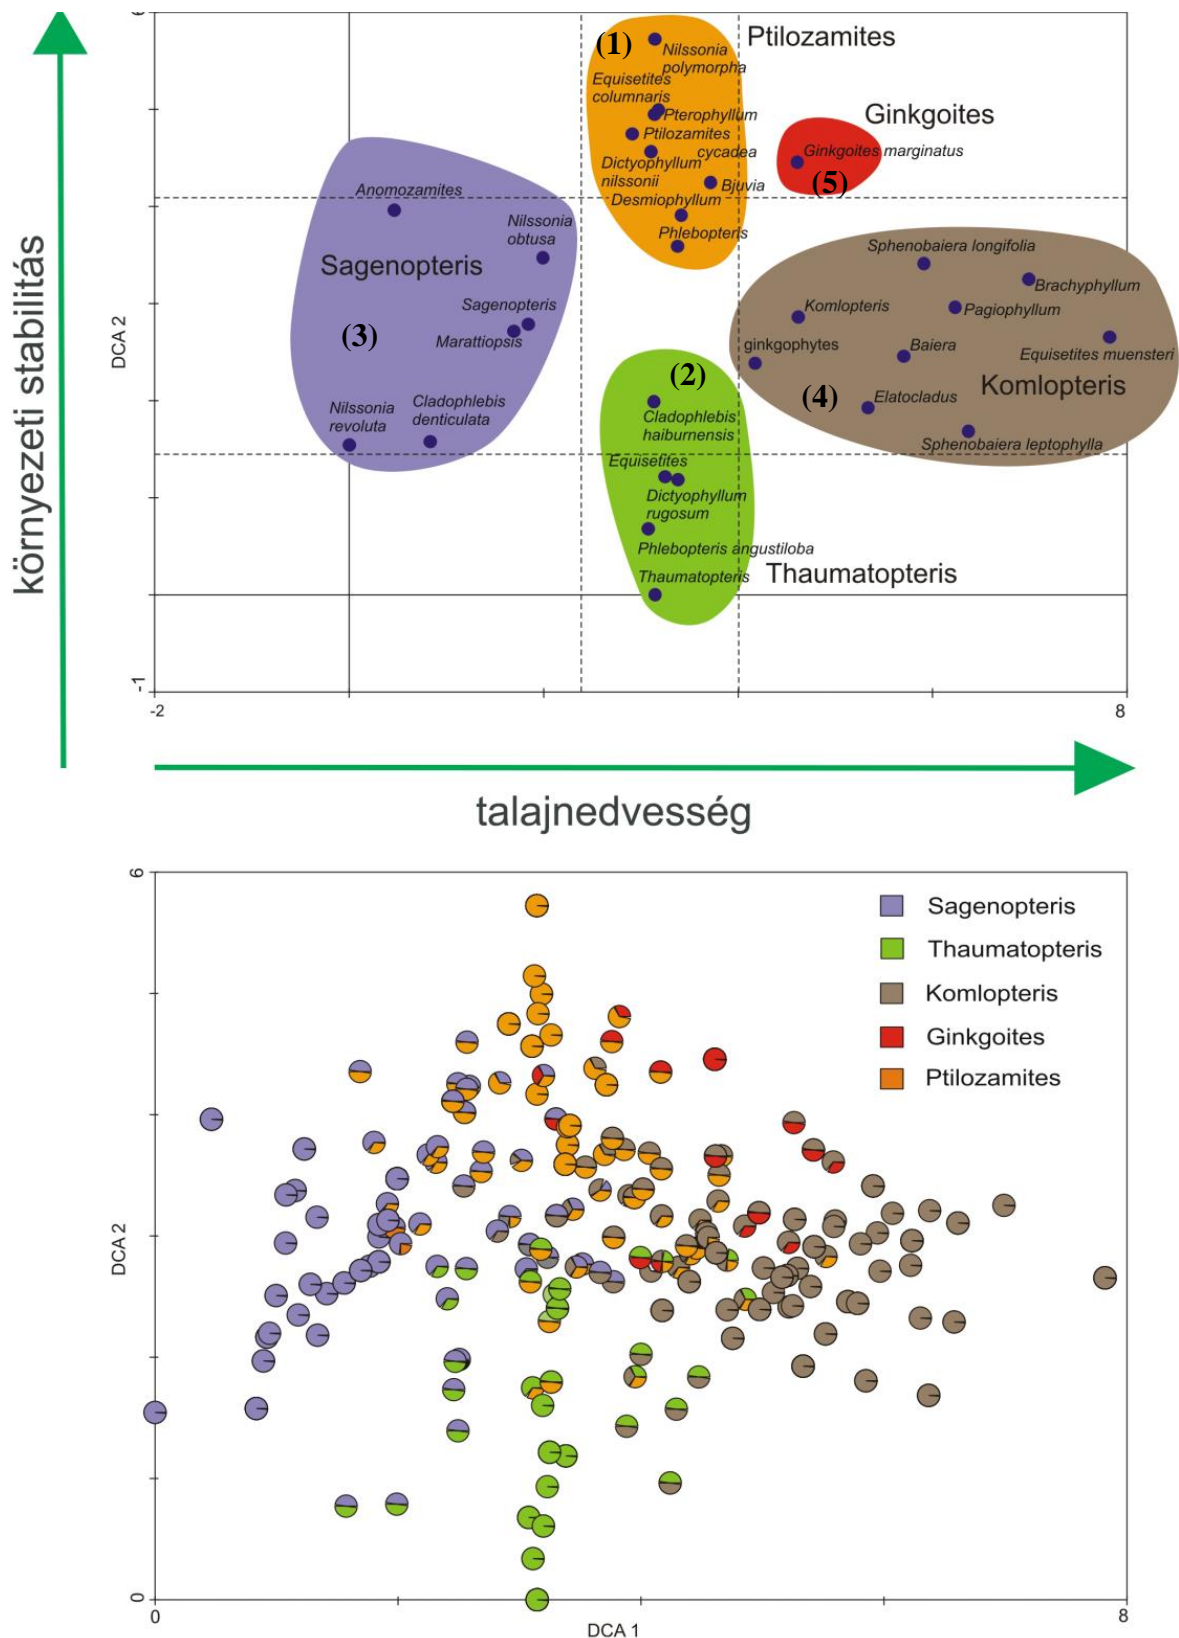 6
(1)
Ptilozamites
Nilssonia
polymorpha
Equisetites
columnaris
Pterophyllum
Ptilozamites
cycadea
Dictyophyllum
nilssonii
Bjuvia
Desmiophyllum
Phlebopteris
Ginkgoites
Ginkgoites marginatus
(5)
Anomozamites
Nilssonia
obtusa
Sagenopteris
Sagenopteris
(3)
Marattiopsis
Nilssonia
revoluta
Cladophlebis
denticulata
Sphenobaiera longifolia
Brachyphyllum
Komlopteris
Pagiophyllum
ginkgophytes
Baiera
Equisetites muensteri
Komlopteris
(4)
Elatocladus
Sphenobaiera leptophylla
(2)
Cladophlebis
haiburnensis
Equisetites
Dictyophyllum
rugosum
Phlebopteris angustiloba
Thaumatopteris
Thaumatopteris
környezeti stabilitás
DCA 2
-1
-2
8
talajnedvesség
6
Sagenopteris
Thaumatopteris
Komlopteris
Ginkgoites
Ptilozamites
DCA 2
0
0
8
DCA 1